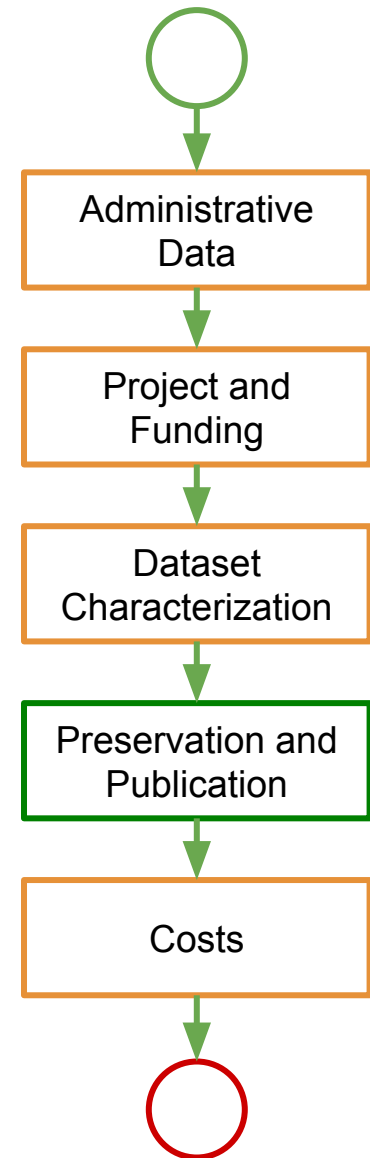 Administrative
Data
Project and
Funding
Dataset
Characterization
Preservation and
Publication
Costs